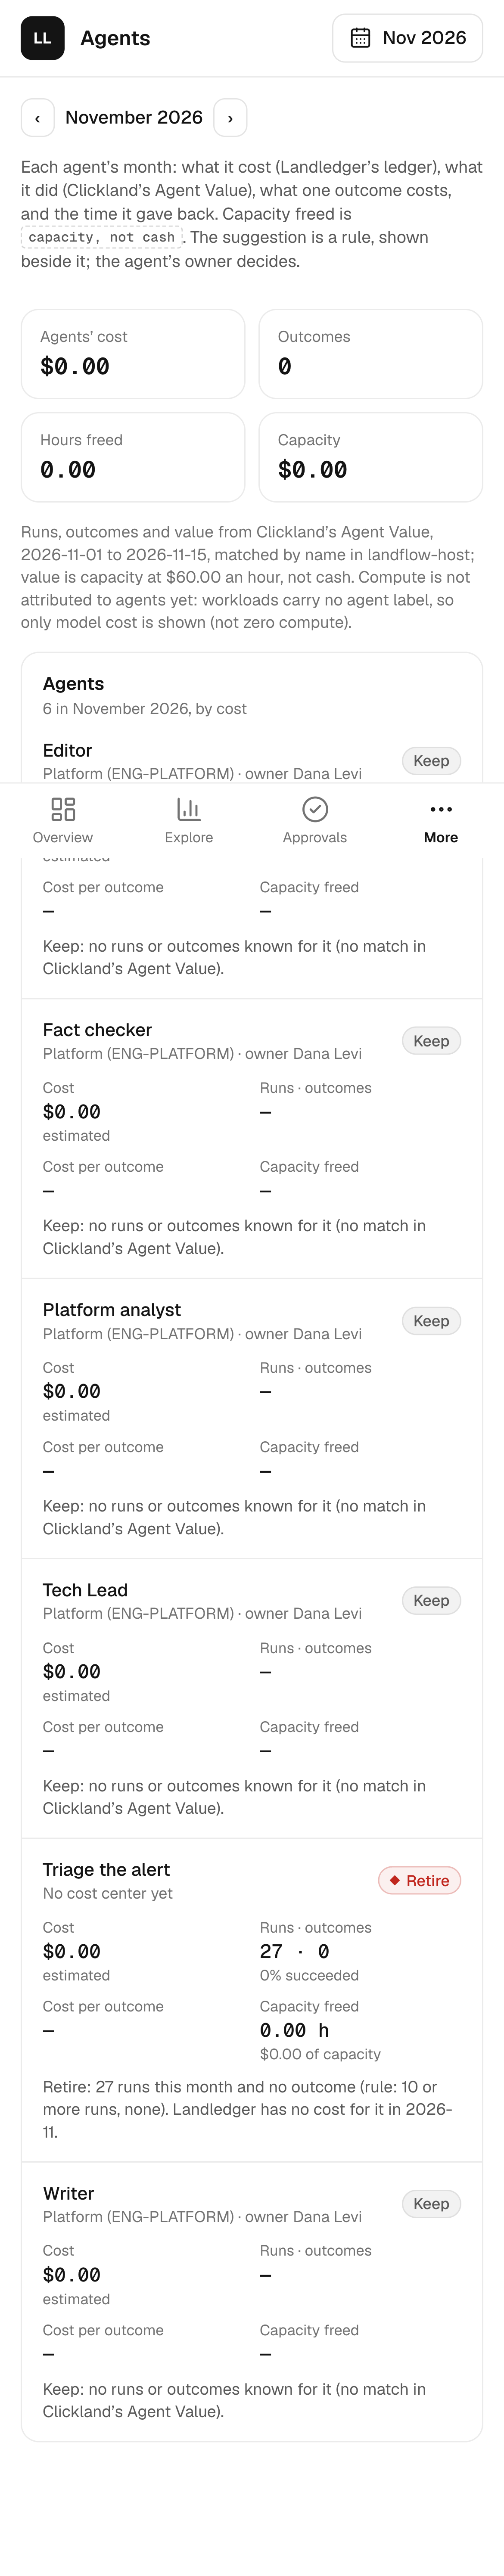 LL
Agents
Nov 2026
‹ November 2026 ›
Each agent’s month: what it cost (Landledger’s ledger), what
it did (Clickland’s Agent Value), what one outcome costs,
and the time it gave back. Capacity freed is
capacity, not cash. The suggestion is a rule, shown
beside it; the agent’s owner decides.
Agents’ cost
$0.00
Outcomes
0
Hours freed
0.00
Capacity
$0.00
Runs, outcomes and value from Clickland’s Agent Value,
2026-11-01 to 2026-11-15, matched by name in landflow-host;
value is capacity at $60.00 an hour, not cash. Compute is not
attributed to agents yet: workloads carry no agent label, so
only model cost is shown (not zero compute).
Agents
6 in November 2026, by cost
Editor
Keep
Platform (ENG-PLATFORM) · owner Dana Levi
Overview
Explore
Approvals
More
estimated
Cost per outcome
Capacity freed
–
–
Keep: no runs or outcomes known for it (no match in
Clickland’s Agent Value).
Fact checker
Keep
Platform (ENG-PLATFORM) · owner Dana Levi
Cost
Runs · outcomes
$0.00
–
estimated
Cost per outcome
Capacity freed
–
–
Keep: no runs or outcomes known for it (no match in
Clickland’s Agent Value).
Platform analyst
Keep
Platform (ENG-PLATFORM) · owner Dana Levi
Cost
Runs · outcomes
$0.00
–
estimated
Cost per outcome
Capacity freed
–
–
Keep: no runs or outcomes known for it (no match in
Clickland’s Agent Value).
Tech Lead
Keep
Platform (ENG-PLATFORM) · owner Dana Levi
Cost
Runs · outcomes
$0.00
–
estimated
Cost per outcome
Capacity freed
–
–
Keep: no runs or outcomes known for it (no match in
Clickland’s Agent Value).
Triage the alert
◆ Retire
No cost center yet
Cost
Runs · outcomes
$0.00
27 · 0
estimated
0% succeeded
Cost per outcome
Capacity freed
–
0.00 h
$0.00 of capacity
Retire: 27 runs this month and no outcome (rule: 10 or
more runs, none). Landledger has no cost for it in 2026-
11.
Writer
Keep
Platform (ENG-PLATFORM) · owner Dana Levi
Cost
Runs · outcomes
$0.00
–
estimated
Cost per outcome
Capacity freed
–
–
Keep: no runs or outcomes known for it (no match in
Clickland’s Agent Value).